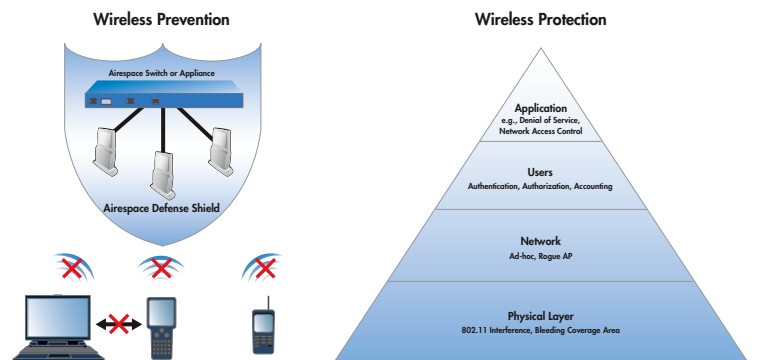 Wireless Prevention
Airespace Switch or Appliance
Airespace Defense Shield
Wireless Protection
Application
e.g., Denial of Service,
Network Access Control
Users
Authentication, Authorization, Accounting
Network
Ad-hoc, Rogue AP
Physical Layer
802.11 Interference, Bleeding Coverage Area